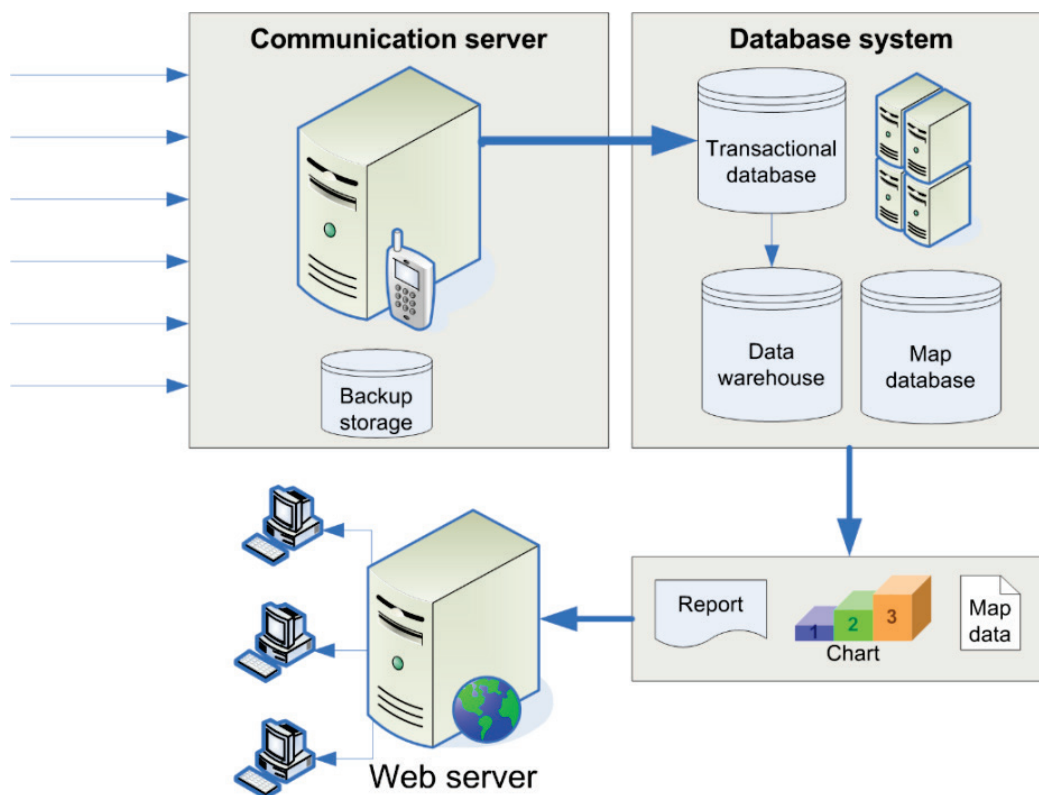 Communication server
Database system
Transactional
database
Data
warehouse
Map
database
Backup
storage
Report
1
2
3
Chart
Map
data
Web server